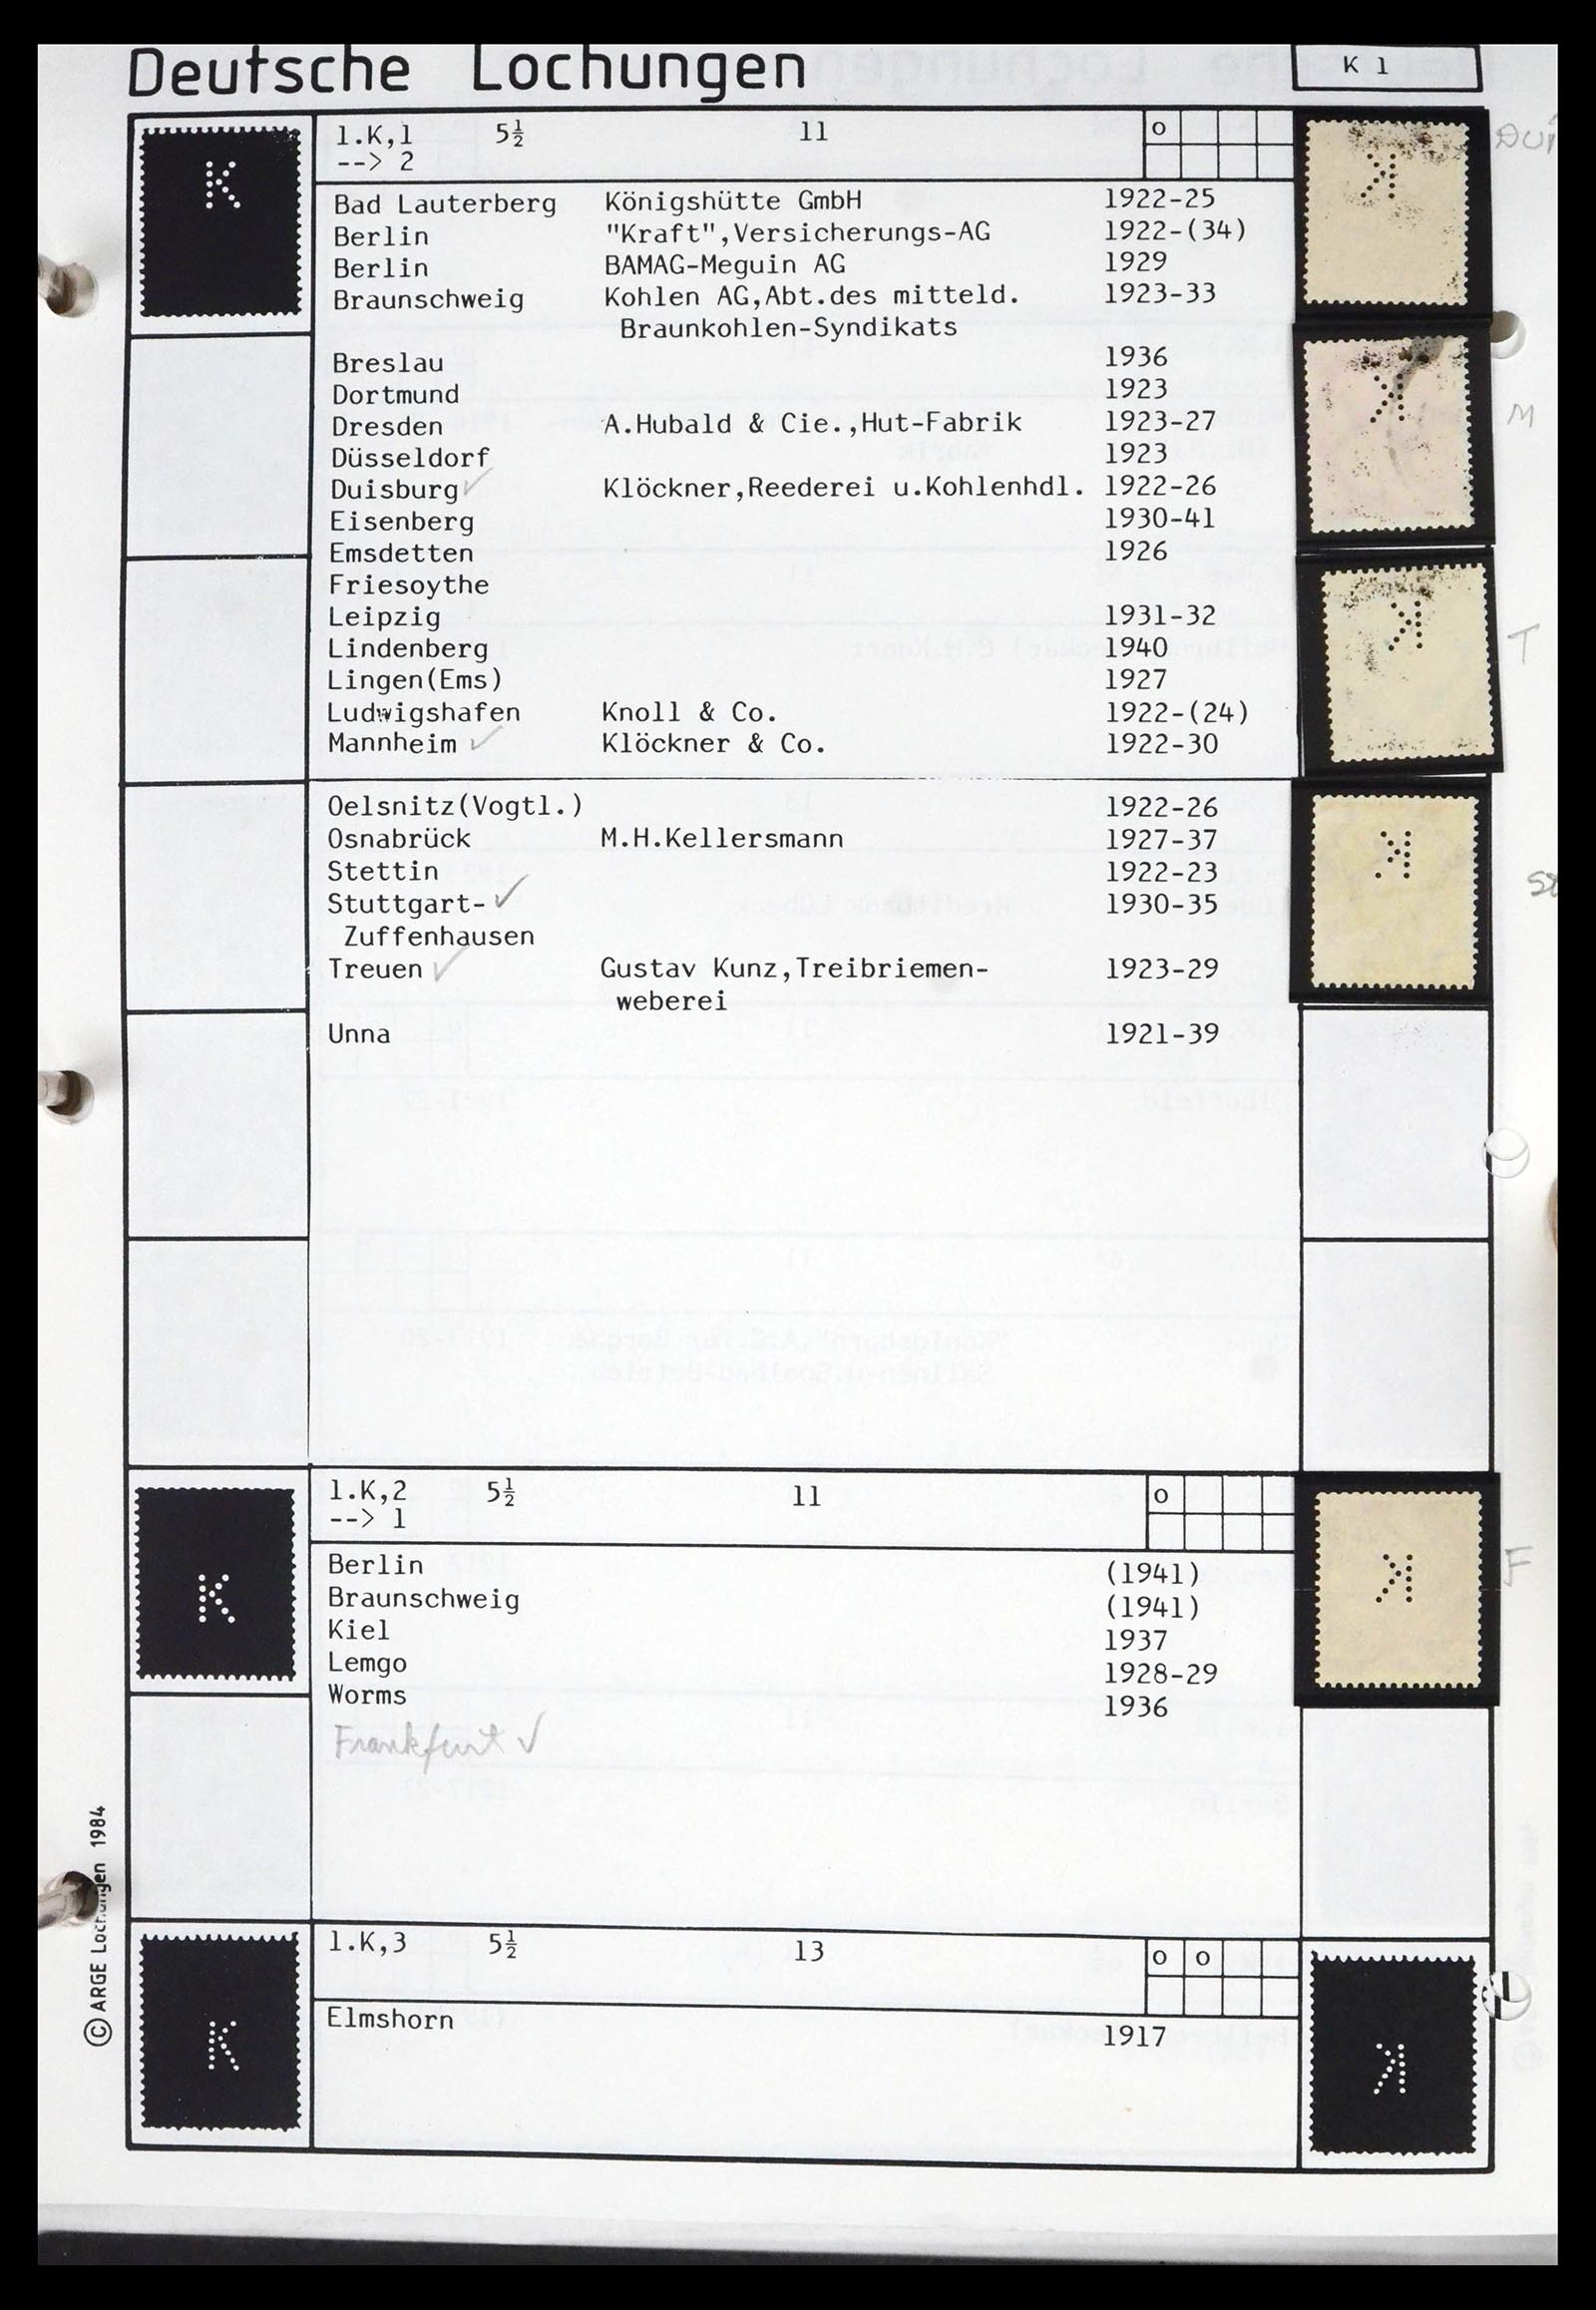 Deutsche Lochungen
K 1
1.K,1 5½ 11 o
--> 2
Bad Lauterberg Königshütte GmbH 1922-25
Berlin "Kraft",Versicherungs-AG 1922-(34)
Berlin BAMAG-Meguin AG 1929
Braunschweig Kohlen AG,Abt.des mitteld. 1923-33
Braunkohlen-Syndikats
Breslau 1936
Dortmund 1923
Dresden A.Hubald & Cie.,Hut-Fabrik 1923-27
Düsseldorf 1923
Duisburg ✓ Klöckner,Reederei u.Kohlenhdl. 1922-26
Eisenberg 1930-41
Emsdetten 1926
Friesoythe
Leipzig 1931-32
Lindenberg 1940
Lingen(Ems) 1927
Ludwigshafen Knoll & Co. 1922-(24)
Mannheim ✓ Klöckner & Co. 1922-30
Oelsnitz(Vogtl.) 1922-26
Osnabrück M.H.Kellersmann 1927-37
Stettin 1922-23
Stuttgart- ✓ 1930-35
Zuffenhausen
Treuen ✓ Gustav Kunz,Treibriemen- 1923-29
weberei
Unna 1921-39
K
K
K
K
K
M
T
1.K,2 5½ 11 o
--> 1
Berlin (1941)
Braunschweig (1941)
Kiel 1937
Lemgo 1928-29
Worms 1936
Frankfurt ✓
K
K
F
1.K,3 5½ 13 o o
Elmshorn 1917
K
K
© ARGE Lochungen 1984